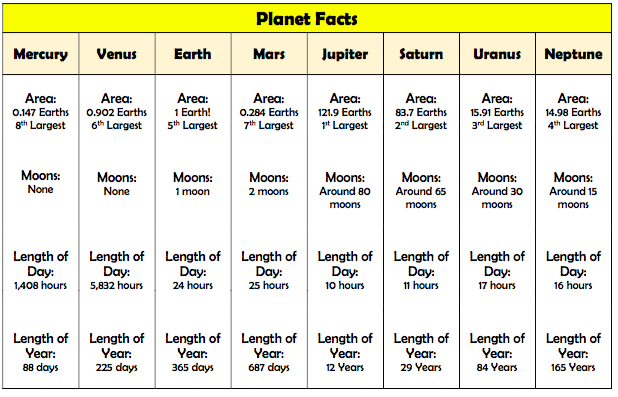 Planet Facts
Mercury Venus Earth Mars Jupiter Saturn Uranus Neptune
Area: Area: Area: Area: Area: Area: Area: Area:
0.147 Earths 0.902 Earths 1 Earth! 0.284 Earths 121.9 Earths 83.7 Earths 15.91 Earths 14.98 Earths
8th Largest 6th Largest 5th Largest 7th Largest 1st Largest 2nd Largest 3rd Largest 4th Largest
Moons: Moons: Moons: Moons: Moons: Moons: Moons: Moons:
None None 1 moon 2 moons Around 80 Around 65 Around 30 Around 15
moons moons moons moons
Length of Length of Length of Length of Length of Length of Length of Length of
Day: Day: Day: Day: Day: Day: Day: Day:
1,408 hours 5,832 hours 24 hours 25 hours 10 hours 11 hours 17 hours 16 hours
Length of Length of Length of Length of Length of Length of Length of Length of
Year: Year: Year: Year: Year: Year: Year: Year:
88 days 225 days 365 days 687 days 12 Years 29 Years 84 Years 165 Years